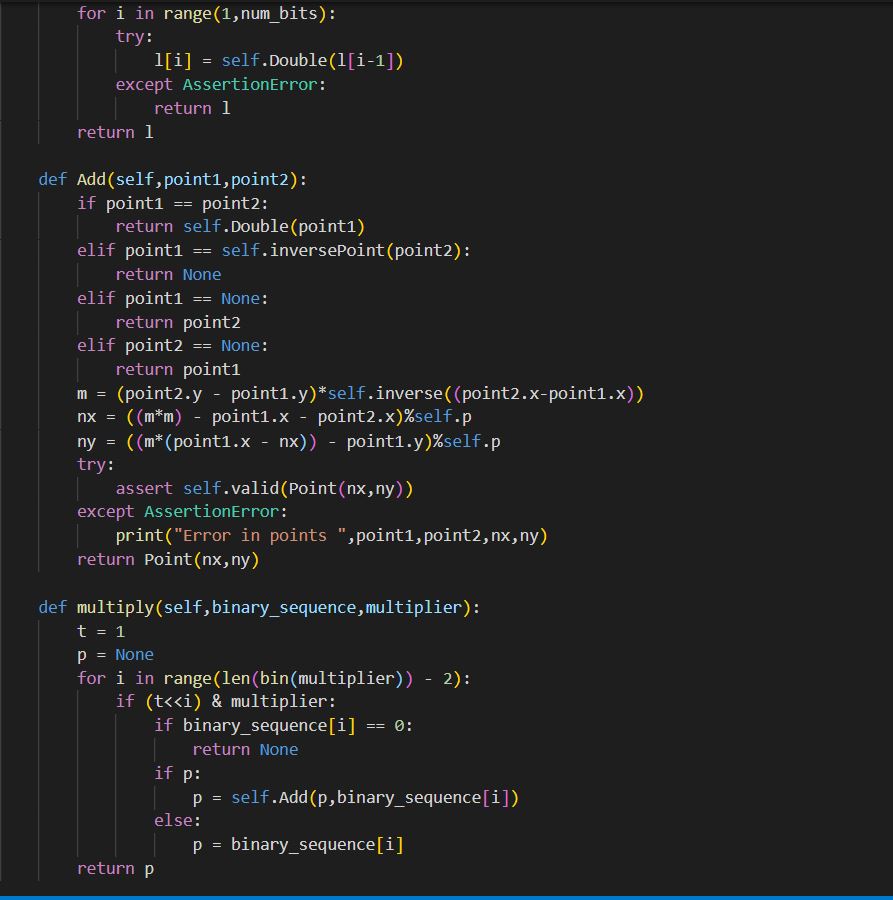 for i in range(1,num_bits):
try:
l[i] = self.Double(l[i-1])
except AssertionError:
return l
return l
def Add(self,point1,point2):
if point1 == point2:
return self.Double(point1)
elif point1 == self.inversePoint(point2):
return None
elif point1 == None:
return point2
elif point2 == None:
return point1
m = (point2.y - point1.y)*self.inverse((point2.x-point1.x))
nx = ((m*m) - point1.x - point2.x)%self.p
ny = ((m*(point1.x - nx)) - point1.y)%self.p
try:
assert self.valid(Point(nx,ny))
except AssertionError:
print("Error in points ",point1,point2,nx,ny)
return Point(nx,ny)
def multiply(self,binary_sequence,multiplier):
t = 1
p = None
for i in range(len(bin(multiplier)) - 2):
if (t<<i) & multiplier:
if binary_sequence[i] == 0:
return None
if p:
p = self.Add(p,binary_sequence[i])
else:
p = binary_sequence[i]
return p